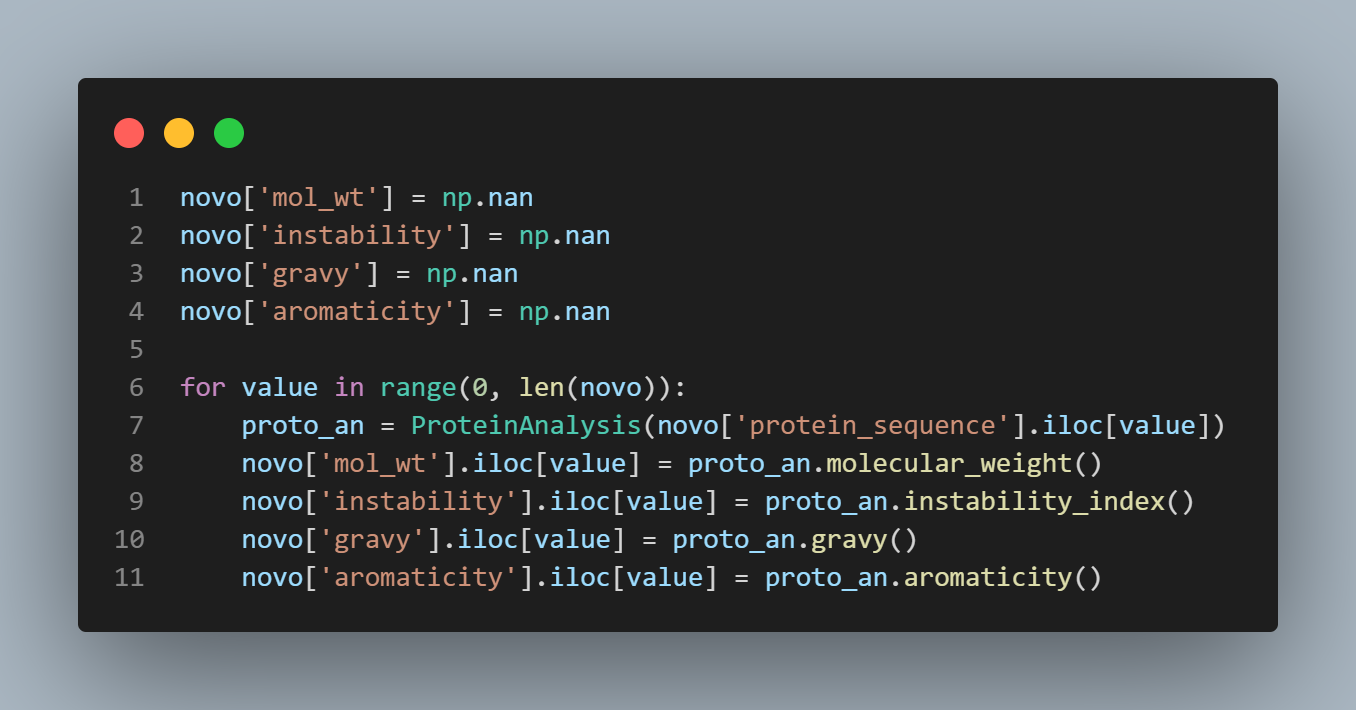 1 novo['mol_wt'] = np.nan
2 novo['instability'] = np.nan
3 novo['gravy'] = np.nan
4 novo['aromaticity'] = np.nan
5
6 for value in range(0, len(novo)):
7     proto_an = ProteinAnalysis(novo['protein_sequence'].iloc[value])
8     novo['mol_wt'].iloc[value] = proto_an.molecular_weight()
9     novo['instability'].iloc[value] = proto_an.instability_index()
10     novo['gravy'].iloc[value] = proto_an.gravy()
11     novo['aromaticity'].iloc[value] = proto_an.aromaticity()